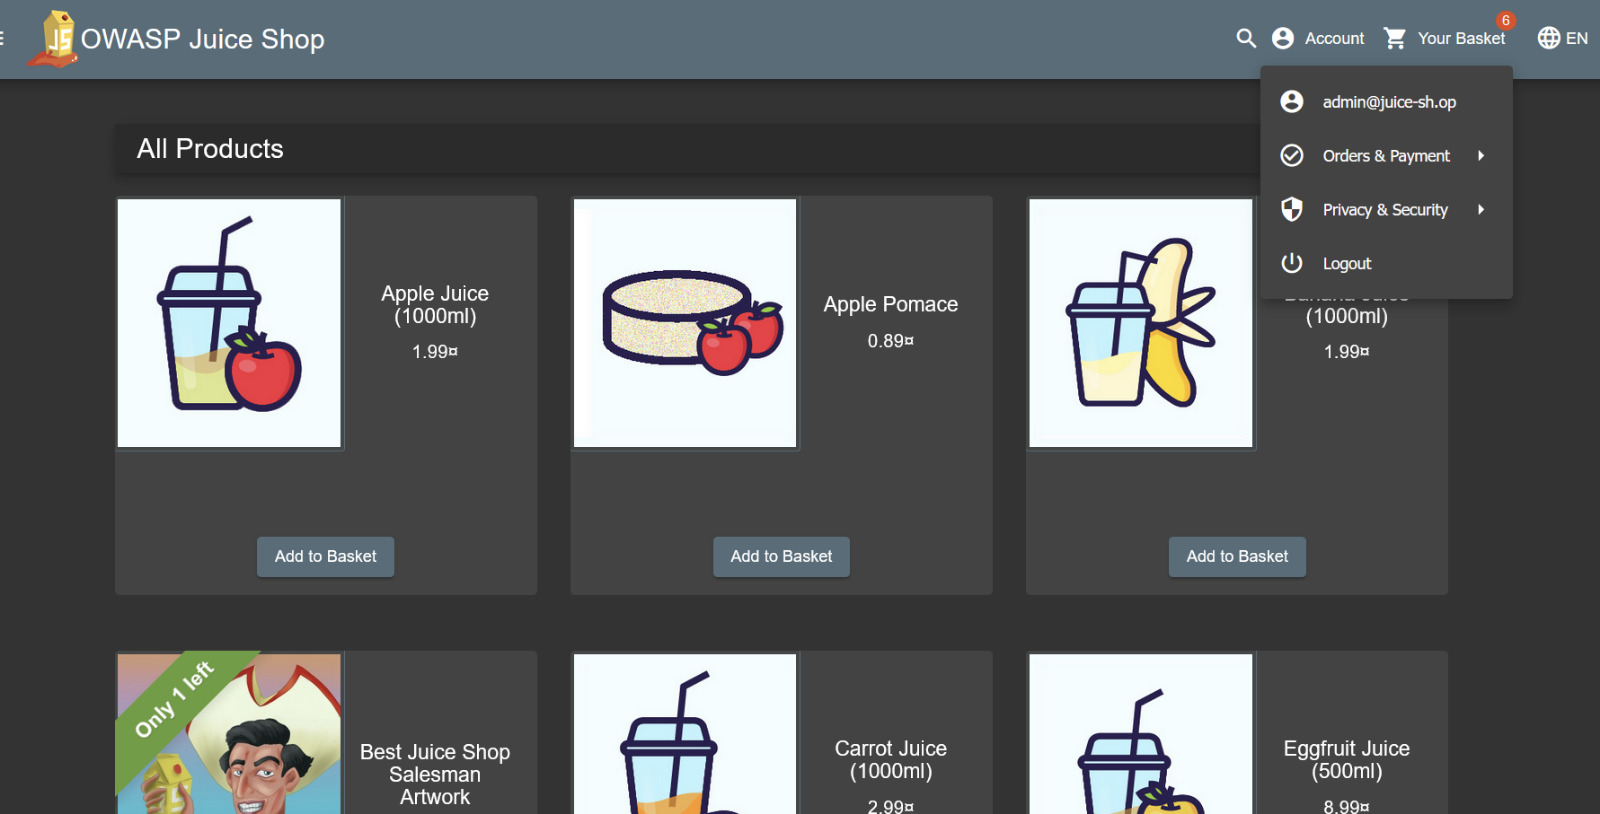 JS
OWASP Juice Shop
Account
Your Basket
6
EN
admin@juice-sh.op
Orders & Payment
Privacy & Security
Logout
All Products
Apple Juice
(1000ml)
1.99¤
Add to Basket
Apple Pomace
0.89¤
Add to Basket
(1000ml)
1.99¤
Add to Basket
Only 1 left
Best Juice Shop
Salesman
Artwork
Carrot Juice
(1000ml)
2.99¤
Eggfruit Juice
(500ml)
8.99¤